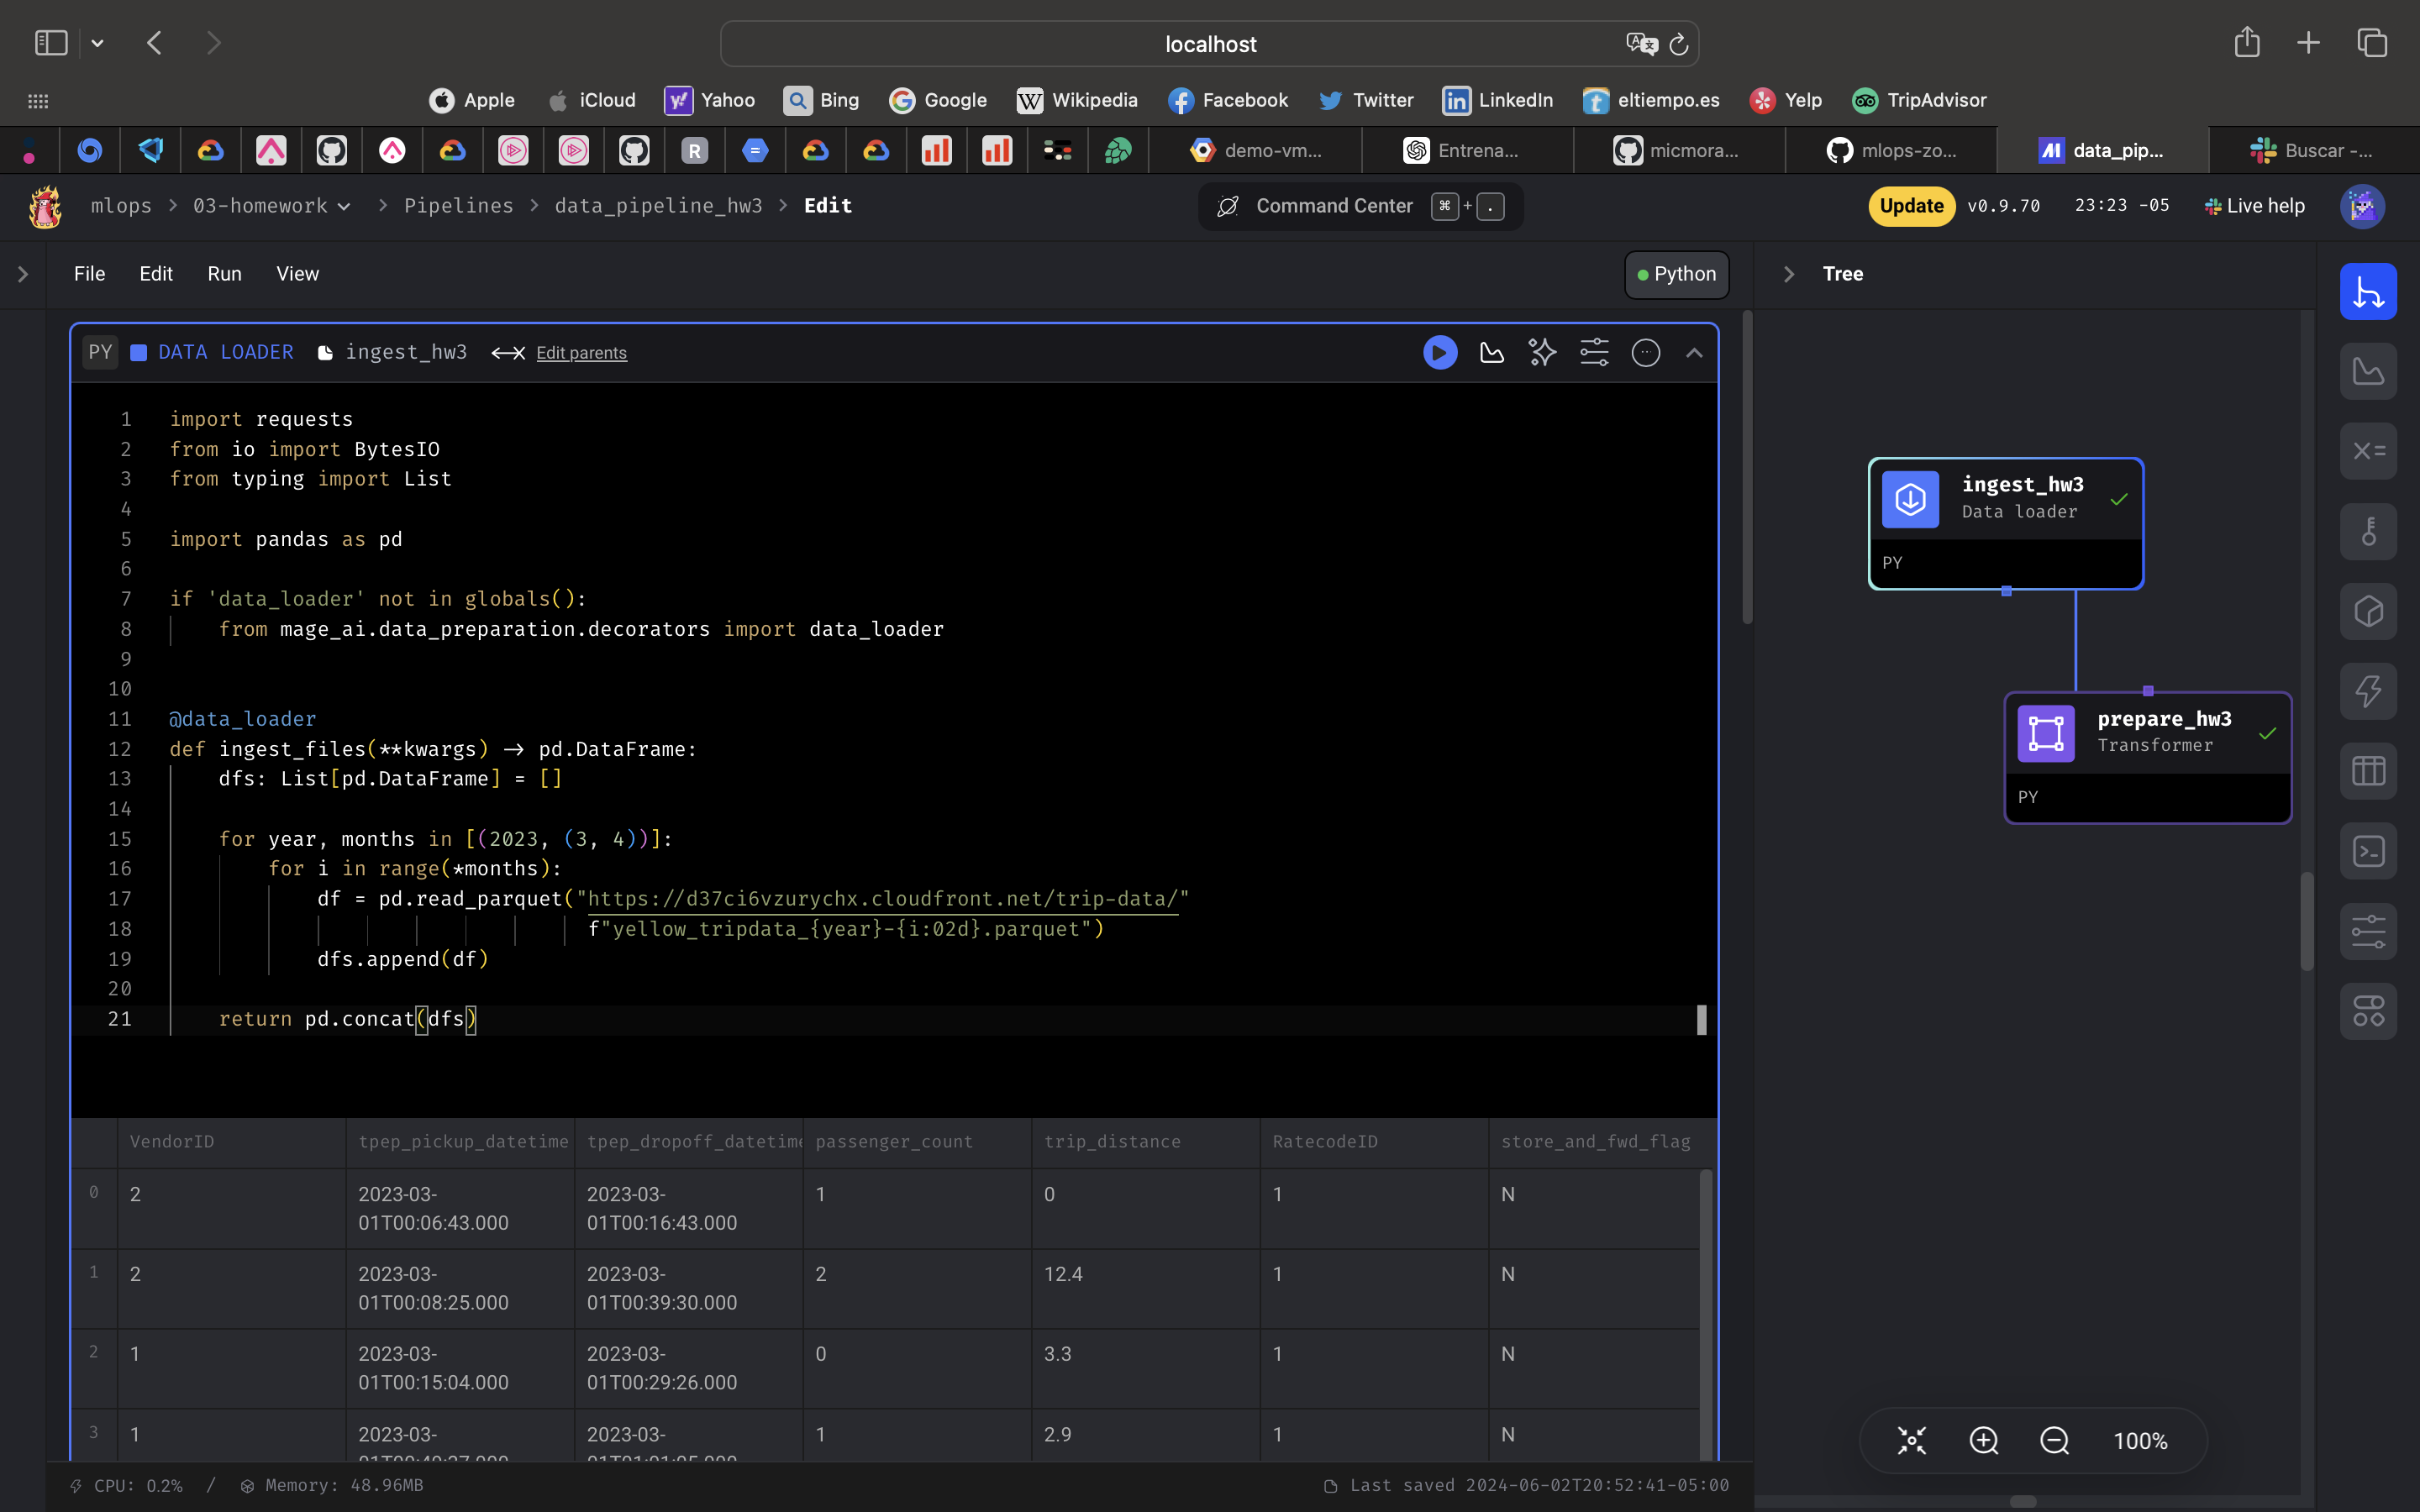 localhost
Apple iCloud Yahoo Bing Google Wikipedia Facebook Twitter LinkedIn eltiempo.es Yelp TripAdvisor
demo-vm... Entrena... micmora... mlops-zo... data_pip... Buscar -...
mlops > 03-homework > Pipelines > data_pipeline_hw3 > Edit
Command Center ⌘ + .
Update v0.9.70 23:23 -05 Live help
File Edit Run View
Python
Tree
PY DATA LOADER ingest_hw3 Edit parents
1 import requests
2 from io import BytesIO
3 from typing import List
4
5 import pandas as pd
6
7 if 'data_loader' not in globals():
8 from mage_ai.data_preparation.decorators import data_loader
9
10
11 @data_loader
12 def ingest_files(**kwargs) -> pd.DataFrame:
13 dfs: List[pd.DataFrame] = []
14
15 for year, months in [(2023, (3, 4))]:
16 for i in range(*months):
17 df = pd.read_parquet("https://d37ci6vzurychx.cloudfront.net/trip-data/"
18 f"yellow_tripdata_{year}-{i:02d}.parquet")
19 dfs.append(df)
20
21 return pd.concat(dfs)
VendorID tpep_pickup_datetime tpep_dropoff_datetime passenger_count trip_distance RatecodeID store_and_fwd_flag
0 2 2023-03- 2023-03- 1 0 1 N
01T00:06:43.000 01T00:16:43.000
1 2 2023-03- 2023-03- 2 12.4 1 N
01T00:08:25.000 01T00:39:30.000
2 1 2023-03- 2023-03- 0 3.3 1 N
01T00:15:04.000 01T00:29:26.000
3 1 2023-03- 2023-03- 1 2.9 1 N
ingest_hw3
Data loader
PY
prepare_hw3
Transformer
PY
100%
CPU: 0.2% / Memory: 48.96MB
Last saved 2024-06-02T20:52:41-05:00